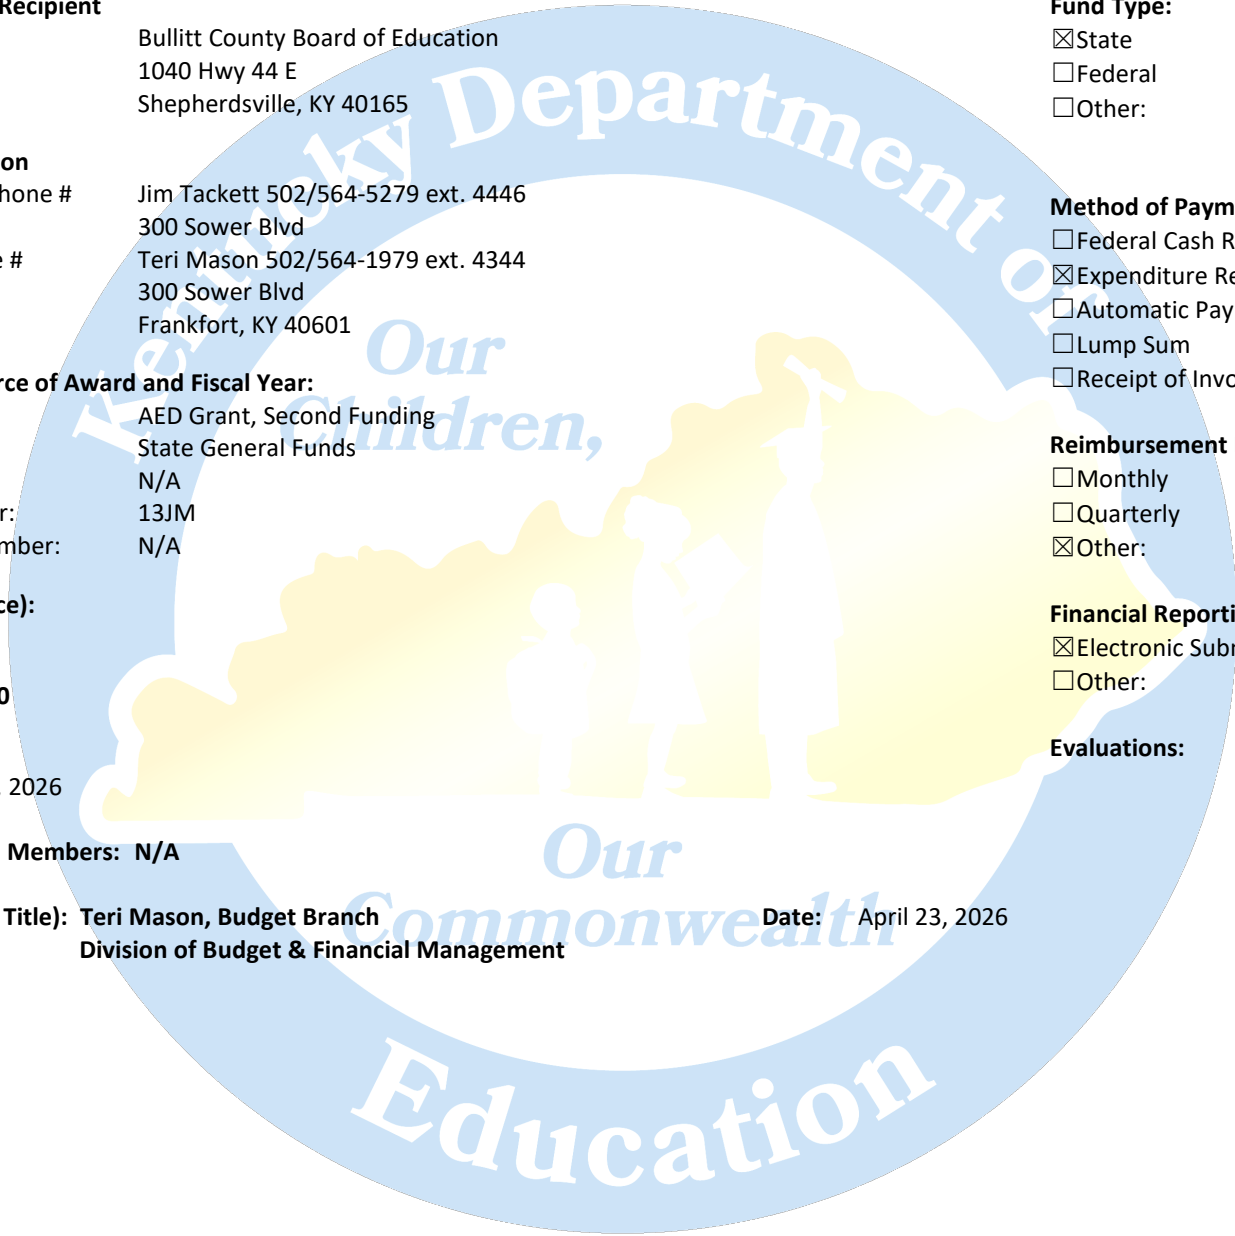 Recipient
Bullitt County Board of Education
1040 Hwy 44 E
Shepherdsville, KY 40165
on
hone # Jim Tackett 502/564-5279 ext. 4446
300 Sower Blvd
e # Teri Mason 502/564-1979 ext. 4344
300 Sower Blvd
Frankfort, KY 40601
rce of Award and Fiscal Year:
AED Grant, Second Funding
State General Funds
N/A
r: 13JM
mber: N/A
ce):
0
, 2026
Members: N/A
Title): Teri Mason, Budget Branch Date: April 23, 2026
Division of Budget & Financial Management
Fund Type:
☒State
☐Federal
☐Other:
Method of Paym
☐Federal Cash R
☒Expenditure Re
☐Automatic Pay
☐Lump Sum
☐Receipt of Invo
Reimbursement
☐Monthly
☐Quarterly
☒Other:
Financial Reporti
☒Electronic Subr
☐Other:
Evaluations:
Kentucky Department of
Education
Our
Children,
Our
Commonwealth